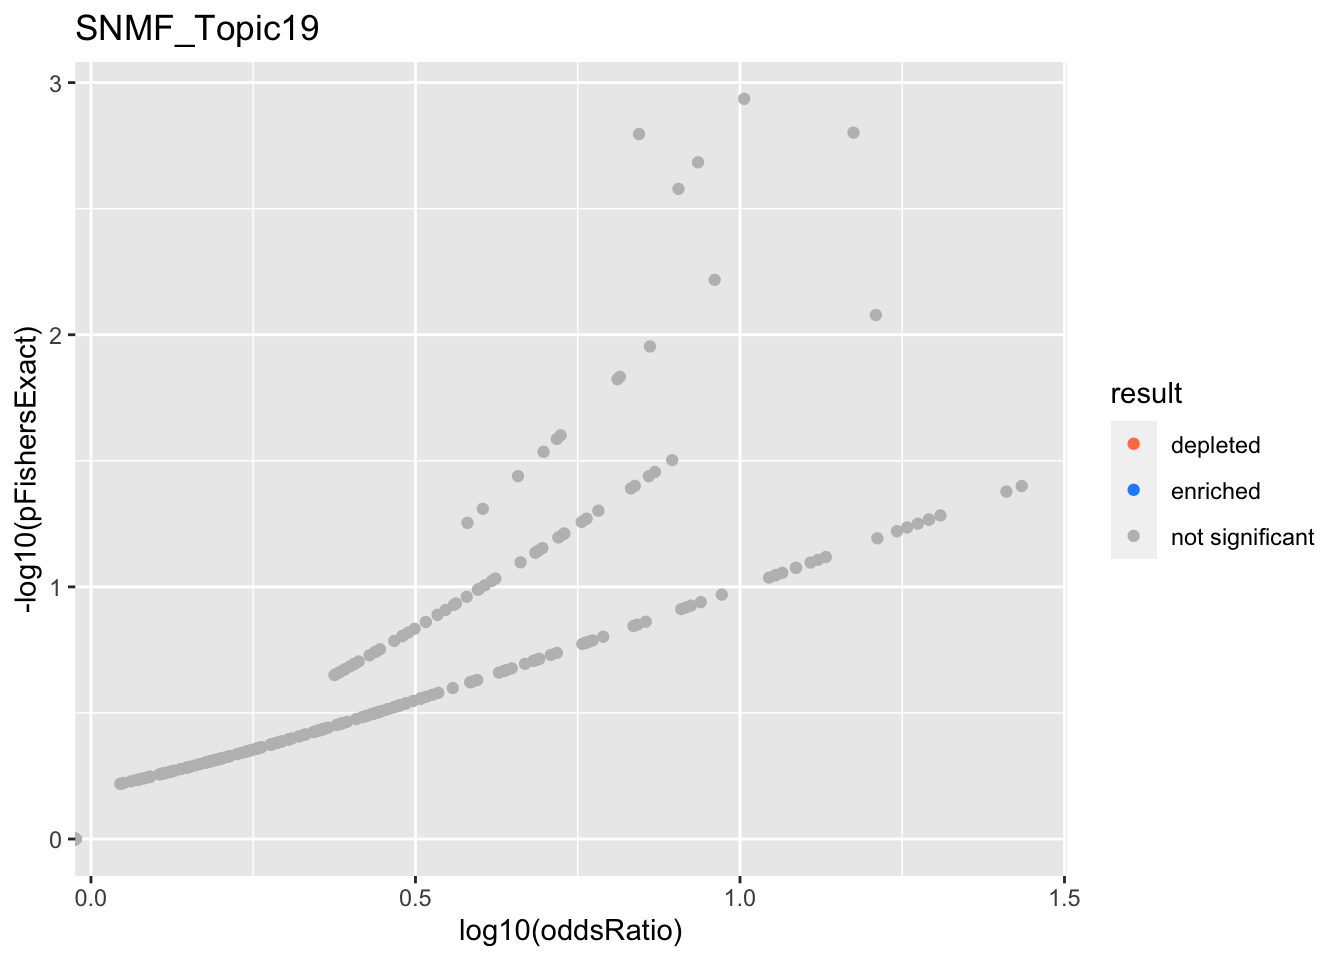 SNMF_Topic19
3
2
1
0
-log10(pFishersExact)
0.0 0.5 1.0 1.5
log10(oddsRatio)
result
depleted
enriched
not significant